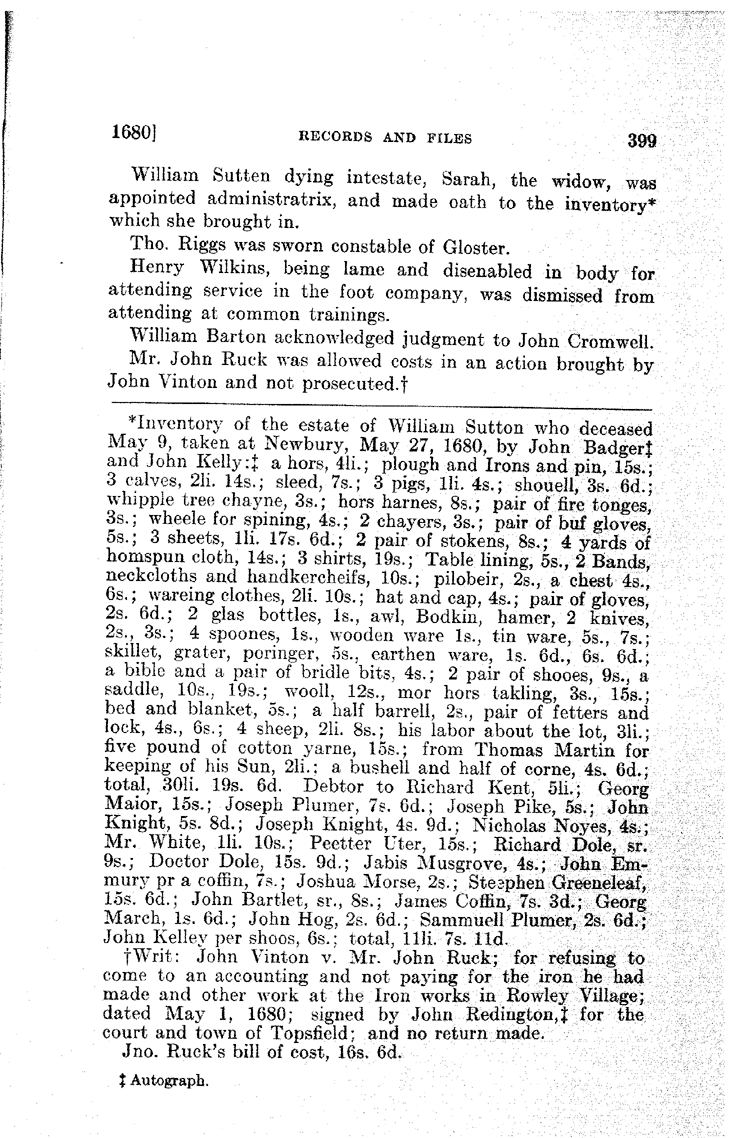 1680] RECORDS AND FILES 399
William Sutten dying intestate, Sarah, the widow, was
appointed administratrix, and made oath to the inventory*
which she brought in.
Tho. Riggs was sworn constable of Gloster.
Henry Wilkins, being lame and disenabled in body for
attending service in the foot company, was dismissed from
attending at common trainings.
William Barton acknowledged judgment to John Cromwell.
Mr. John Ruck was allowed costs in an action brought by
John Vinton and not prosecuted.†
*Inventory of the estate of William Sutton who deceased
May 9, taken at Newbury, May 27, 1680, by John Badger‡
and John Kelly:‡ a hors, 4li.; plough and Irons and pin, 15s.;
3 calves, 2li. 14s.; sleed, 7s.; 3 pigs, 1li. 4s.; shouell, 3s. 6d.;
whipple tree chayne, 3s.; hors harnes, 8s.; pair of fire tonges,
3s.; wheele for spining, 4s.; 2 chayers, 3s.; pair of buf gloves,
5s.; 3 sheets, 1li. 17s. 6d.; 2 pair of stokens, 8s.; 4 yards of
homspun cloth, 14s.; 3 shirts, 19s.; Table lining, 5s., 2 Bands,
neckcloths and handkercheifs, 10s.; pilobeir, 2s., a chest 4s.,
6s.; wareing clothes, 2li. 10s.; hat and cap, 4s.; pair of gloves,
2s. 6d.; 2 glas bottles, 1s., awl, Bodkin, hamer, 2 knives,
2s., 3s.; 4 spoones, 1s., wooden ware 1s., tin ware, 5s., 7s.;
skillet, grater, poringer, 5s., earthen ware, 1s. 6d., 6s. 6d.;
a bible and a pair of bridle bits, 4s.; 2 pair of shooes, 9s., a
saddle, 10s., 19s.; wooll, 12s., mor hors takling, 3s., 15s.;
bed and blanket, 5s.; a half barrell, 2s., pair of fetters and
lock, 4s., 6s.; 4 sheep, 2li. 8s.; his labor about the lot, 3li.;
five pound of cotton yarne, 15s.; from Thomas Martin for
keeping of his Sun, 2li.; a bushell and half of corne, 4s. 6d.;
total, 30li. 19s. 6d. Debtor to Richard Kent, 5li.; Georg
Maior, 15s.; Joseph Plumer, 7s. 6d.; Joseph Pike, 5s.; John
Knight, 5s. 8d.; Joseph Knight, 4s. 9d.; Nicholas Noyes, 4s.;
Mr. White, 1li. 10s.; Peetter Uter, 15s.; Richard Dole, sr.
9s.; Doctor Dole, 15s. 9d.; Jabis Musgrove, 4s.; John Em-
mury pr a coffin, 7s.; Joshua Morse, 2s.; Steephen Greeneleaf,
15s. 6d.; John Bartlet, sr., 8s.; James Coffin, 7s. 3d.; Georg
March, 1s. 6d.; John Hog, 2s. 6d.; Sammuell Plumer, 2s. 6d.;
John Kelley per shoos, 6s.; total, 11li. 7s. 11d.
†Writ: John Vinton v. Mr. John Ruck; for refusing to
come to an accounting and not paying for the iron he had
made and other work at the Iron works in Rowley Village;
dated May 1, 1680; signed by John Redington,‡ for the
court and town of Topsfield; and no return made.
Jno. Ruck's bill of cost, 16s. 6d.
‡ Autograph.